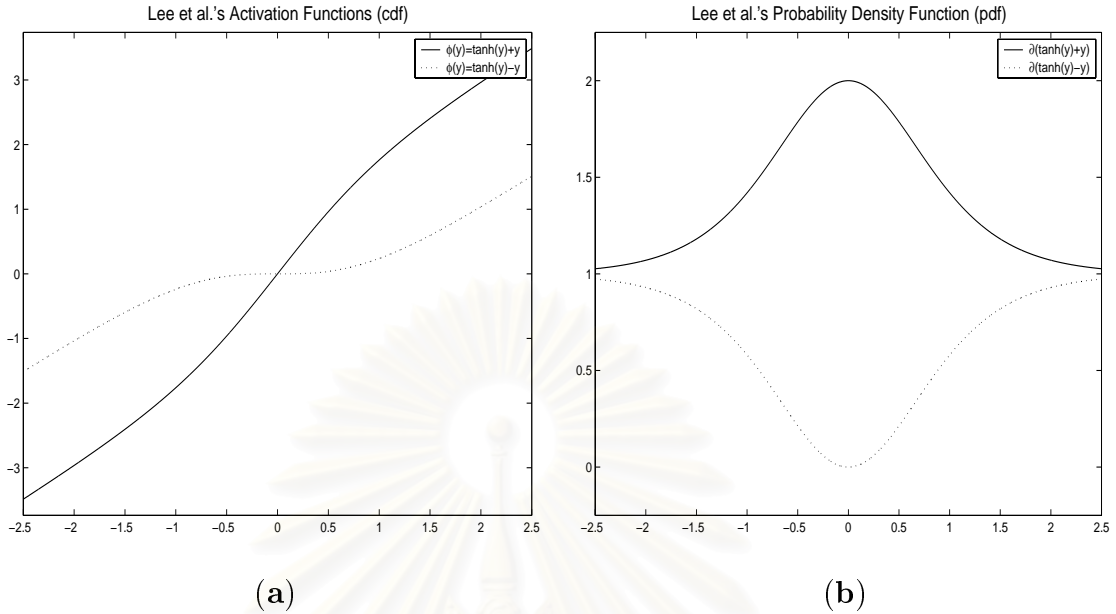 Lee et al.'s Activation Functions (cdf)
ϕ(y)=tanh(y)+y
ϕ(y)=tanh(y)−y
3
2
1
0
−1
−2
−3
−2.5 −2 −1.5 −1 −0.5 0 0.5 1 1.5 2 2.5
(a)
Lee et al.'s Probability Density Function (pdf)
∂(tanh(y)+y)
∂(tanh(y)−y)
2
1.5
1
0.5
0
−2.5 −2 −1.5 −1 −0.5 0 0.5 1 1.5 2 2.5
(b)